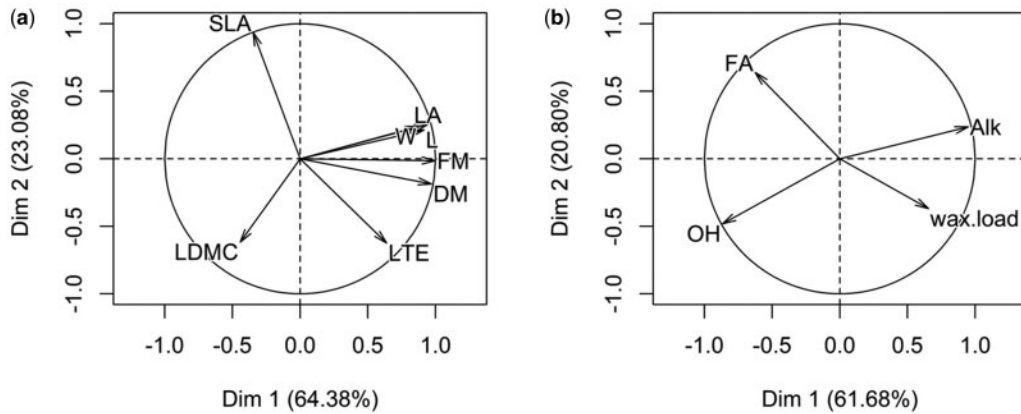 (a)
Dim 2 (23.08%)
1.0
0.5
0.0
-0.5
-1.0
SLA
LA
W
L
FM
DM
LDMC
LTE
-1.0 -0.5 0.0 0.5 1.0
Dim 1 (64.38%)
(b)
Dim 2 (20.80%)
1.0
0.5
0.0
-0.5
-1.0
FA
Alk
wax.load
OH
-1.0 -0.5 0.0 0.5 1.0
Dim 1 (61.68%)